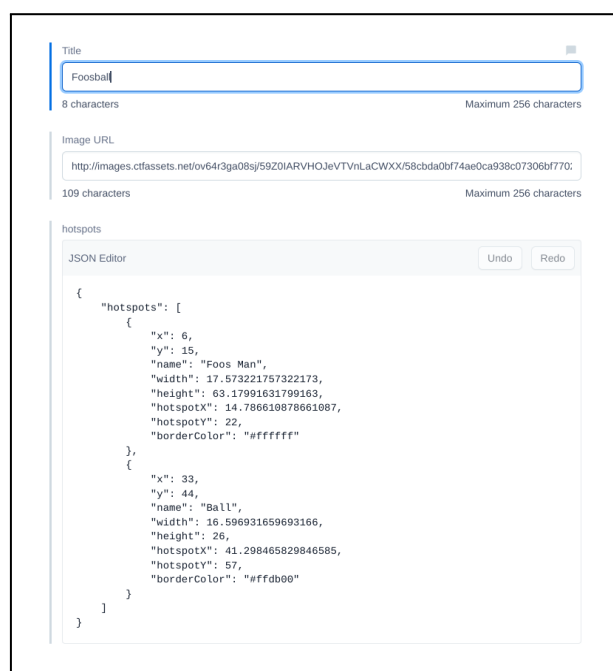 Title
Foosball
8 characters Maximum 256 characters
Image URL
http://images.ctfassets.net/ov64r3ga08sj/59Z0IARVHOJeVTVnLaCWXX/58cbda0bf74ae0ca938c07306bf770
109 characters Maximum 256 characters
hotspots
JSON Editor Undo Redo
{
    "hotspots": [
        {
            "x": 6,
            "y": 15,
            "name": "Foos Man",
            "width": 17.573221757322173,
            "height": 63.17991631799163,
            "hotspotX": 14.786610878661087,
            "hotspotY": 22,
            "borderColor": "#ffffff"
        },
        {
            "x": 33,
            "y": 44,
            "name": "Ball",
            "width": 16.596931659693166,
            "height": 26,
            "hotspotX": 41.298465829846585,
            "hotspotY": 57,
            "borderColor": "#ffdb00"
        }
    ]
}